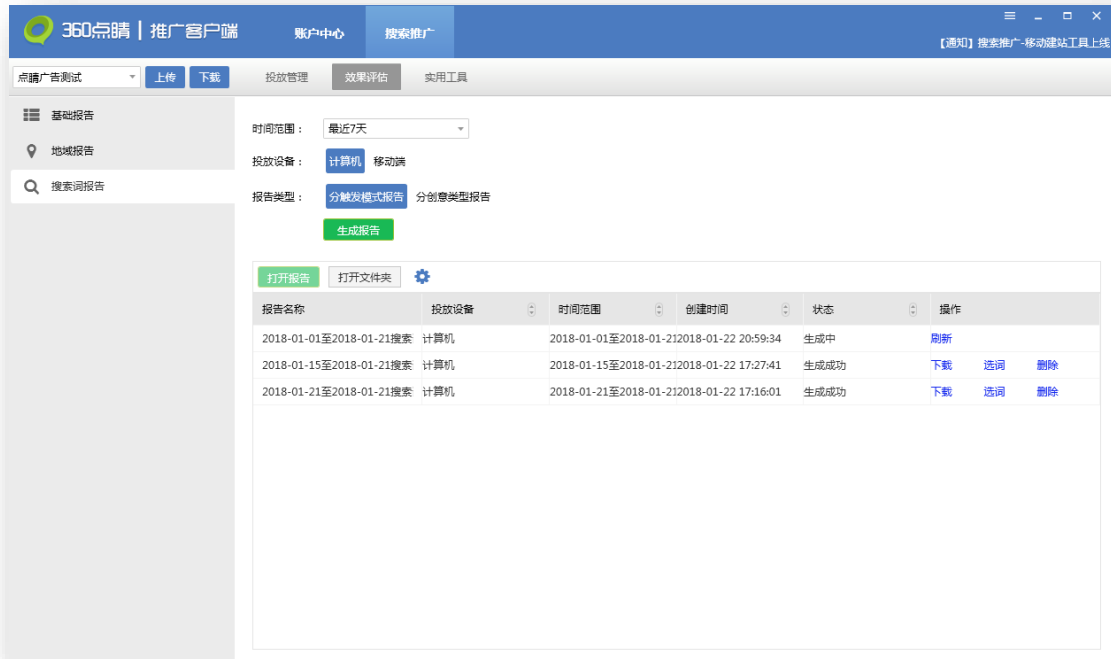 360点睛 | 推广客户端
账户中心 搜索推广
【通知】搜索推广-移动建站工具上线
点睛广告测试 上传 下载 投放管理 效果评估 实用工具
基础报告
地域报告
搜索词报告
时间范围： 最近7天
投放设备： 计算机 移动端
报告类型： 分触发模式报告 分创意类型报告
生成报告
打开报告 打开文件夹
报告名称 投放设备 时间范围 创建时间 状态 操作
2018-01-01至2018-01-21搜索 计算机 2018-01-01至2018-01-21 2018-01-22 20:59:34 生成中 刷新
2018-01-15至2018-01-21搜索 计算机 2018-01-15至2018-01-21 2018-01-22 17:27:41 生成成功 下载 选词 删除
2018-01-21至2018-01-21搜索 计算机 2018-01-21至2018-01-21 2018-01-22 17:16:01 生成成功 下载 选词 删除